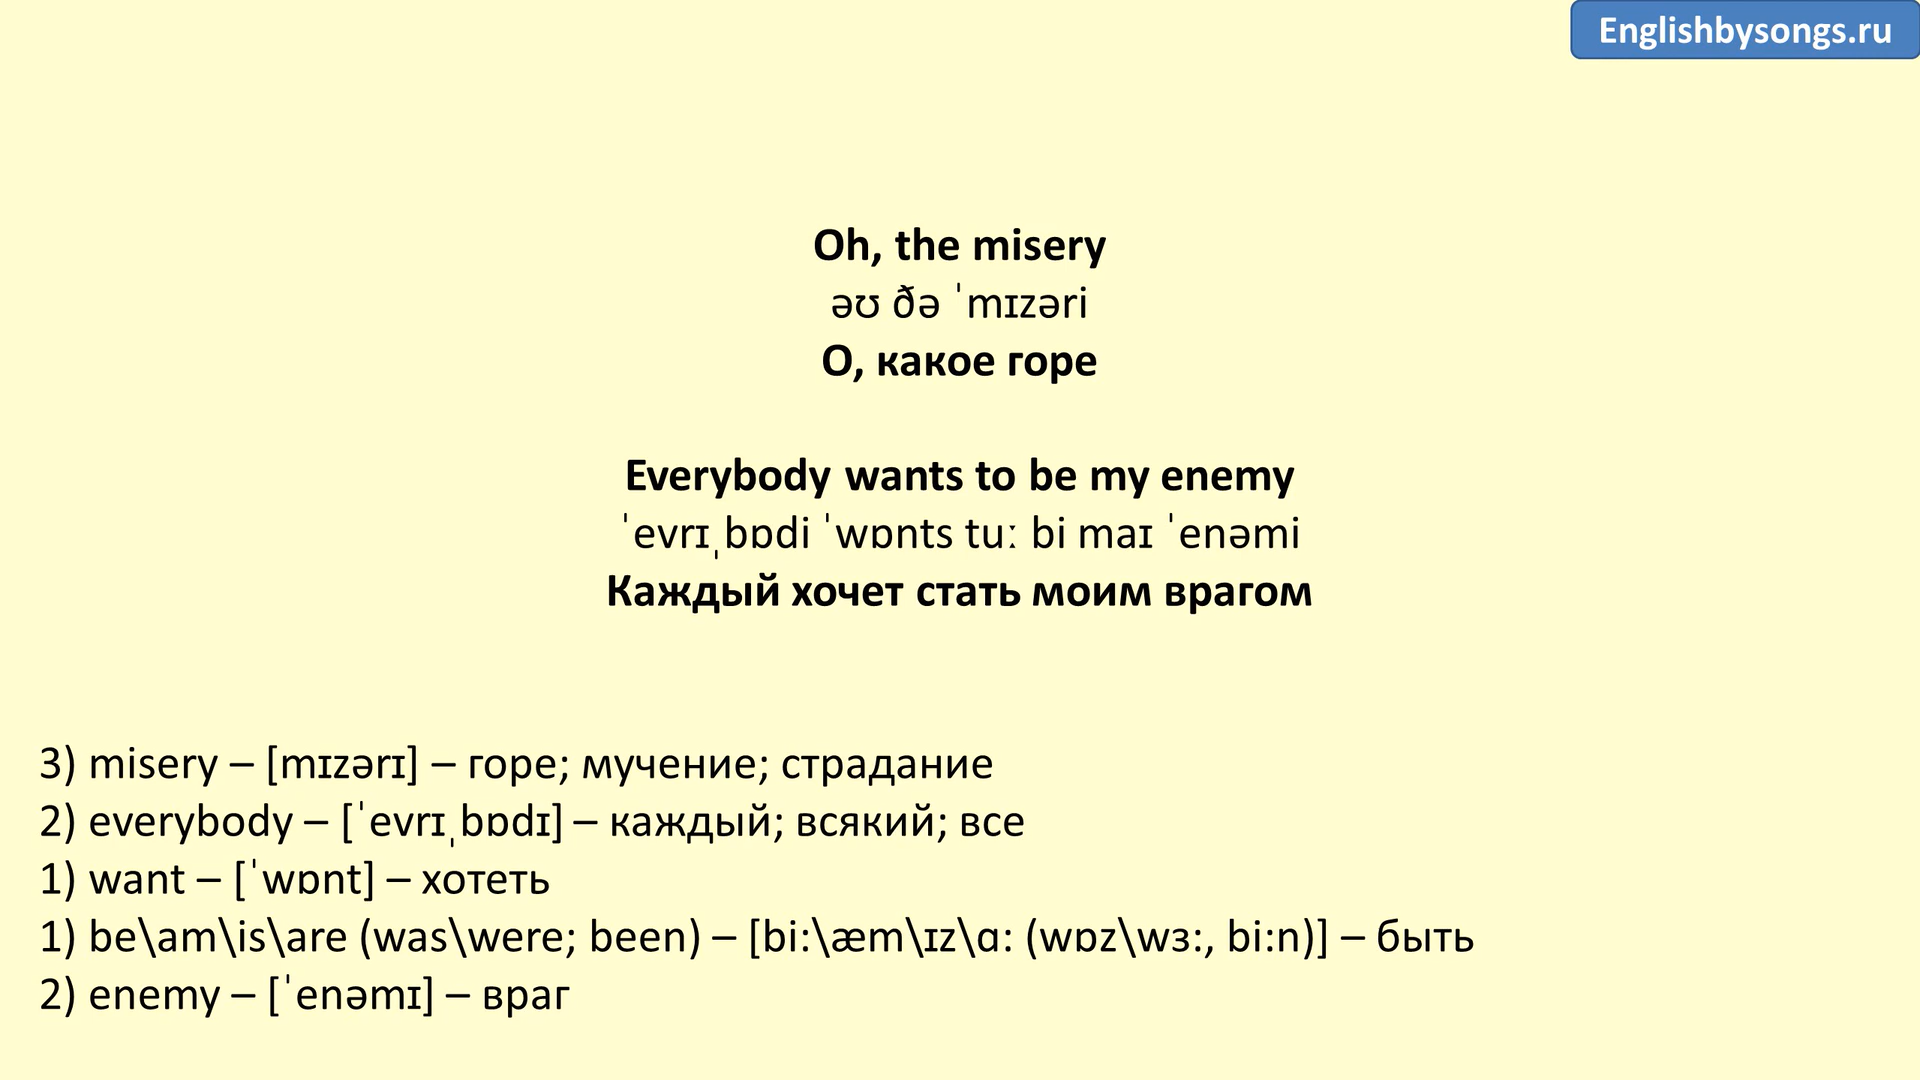 Englishbysongs.ru
Oh, the misery
əʊ ðə ˈmɪzəri
О, какое горе
Everybody wants to be my enemy
ˈevrɪˌbɒdi ˈwɒnts tuː bi maɪ ˈenəmi
Каждый хочет стать моим врагом
3) misery – [mɪzərɪ] – горе; мучение; страдание
2) everybody – [ˈevrɪˌbɒdɪ] – каждый; всякий; все
1) want – [ˈwɒnt] – хотеть
1) be\am\is\are (was\were; been) – [bi:\æm\ɪz\ɑ: (wɒz\wɜ:, bi:n)] – быть
2) enemy – [ˈenəmɪ] – враг